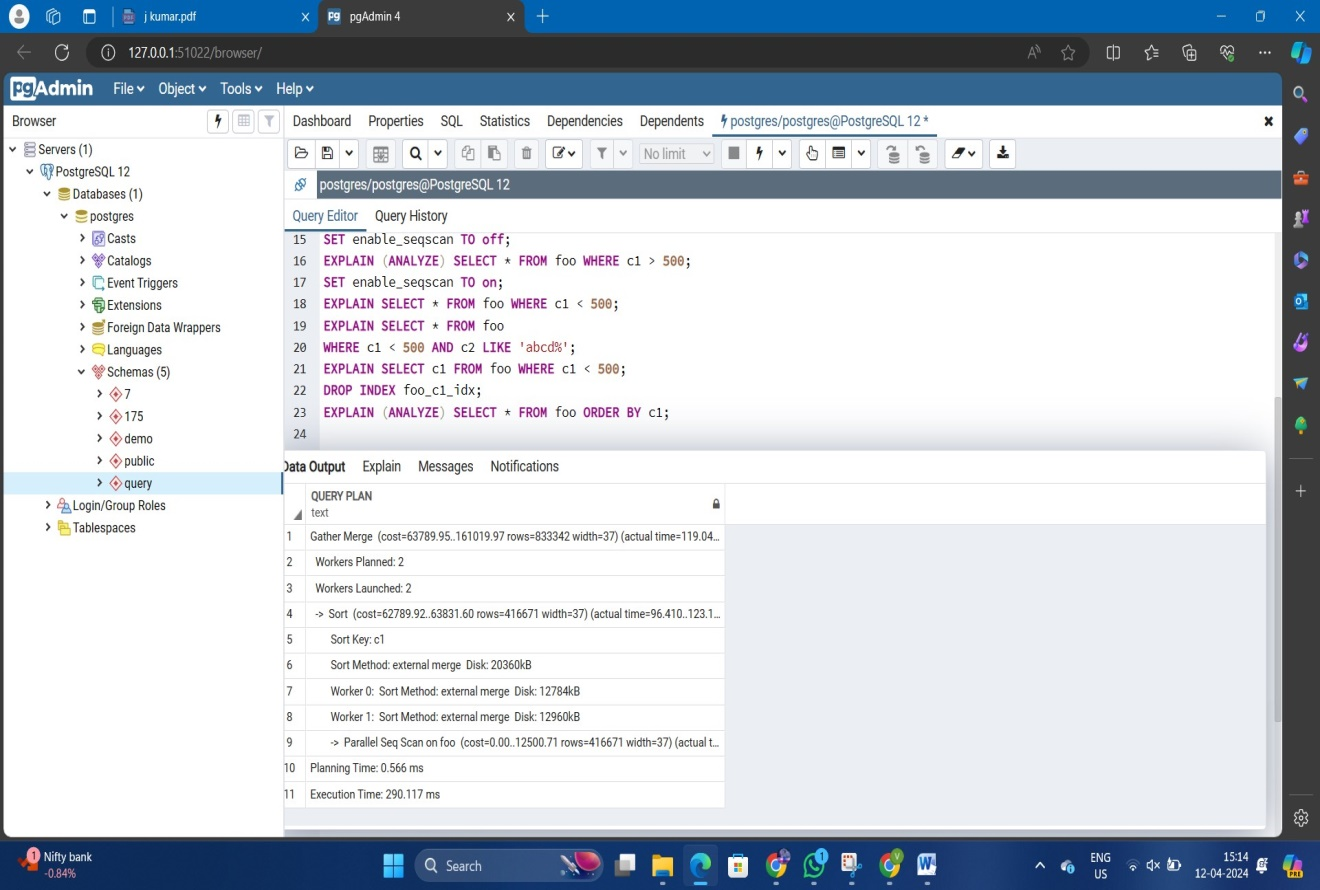 j kumar.pdf
pgAdmin 4
127.0.0.1:51022/browser/
pgAdmin
File
Object
Tools
Help
Browser
Dashboard
Properties
SQL
Statistics
Dependencies
Dependents
postgres/postgres@PostgreSQL 12 *
No limit
postgres/postgres@PostgreSQL 12
Servers (1)
PostgreSQL 12
Databases (1)
postgres
Casts
Catalogs
Event Triggers
Extensions
Foreign Data Wrappers
Languages
Schemas (5)
7
175
demo
public
query
Login/Group Roles
Tablespaces
Query Editor
Query History
15 SET enable_seqscan TO off;
16 EXPLAIN (ANALYZE) SELECT * FROM foo WHERE c1 > 500;
17 SET enable_seqscan TO on;
18 EXPLAIN SELECT * FROM foo WHERE c1 < 500;
19 EXPLAIN SELECT * FROM foo
20 WHERE c1 < 500 AND c2 LIKE 'abcd%';
21 EXPLAIN SELECT c1 FROM foo WHERE c1 < 500;
22 DROP INDEX foo_c1_idx;
23 EXPLAIN (ANALYZE) SELECT * FROM foo ORDER BY c1;
24
Data Output
Explain
Messages
Notifications
QUERY PLAN
text
1 Gather Merge (cost=63789.95..161019.97 rows=833342 width=37) (actual time=119.04...
2 Workers Planned: 2
3 Workers Launched: 2
4 -> Sort (cost=62789.92..63831.60 rows=416671 width=37) (actual time=96.410..123.1...
5 Sort Key: c1
6 Sort Method: external merge Disk: 20360kB
7 Worker 0: Sort Method: external merge Disk: 12784kB
8 Worker 1: Sort Method: external merge Disk: 12960kB
9 -> Parallel Seq Scan on foo (cost=0.00..12500.71 rows=416671 width=37) (actual t...
10 Planning Time: 0.566 ms
11 Execution Time: 290.117 ms
1
Nifty bank
-0.84%
Search
1
ENG
US
15:14
12-04-2024
PRE